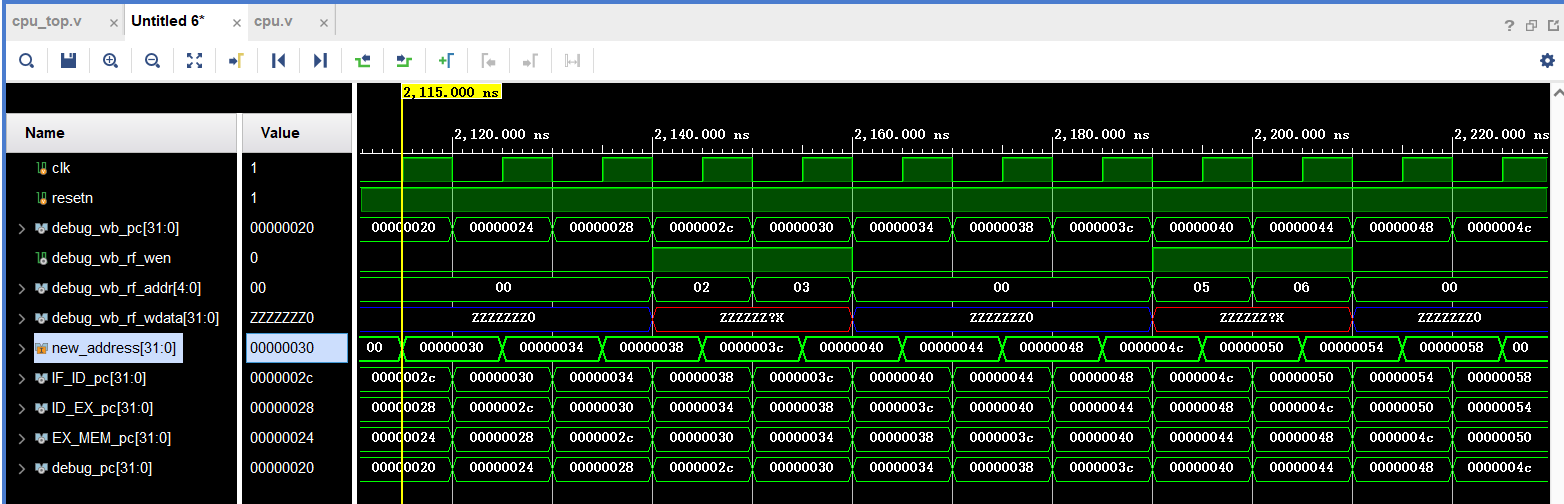 cpu_top.v × Untitled 6* × cpu.v ×
?
2,115.000 ns
Name Value
2,120.000 ns 2,140.000 ns 2,160.000 ns 2,180.000 ns 2,200.000 ns 2,220.000 ns
clk 1
resetn 1
debug_wb_pc[31:0] 00000020 00000020 00000024 00000028 0000002c 00000030 00000034 00000038 0000003c 00000040 00000044 00000048 0000004c
debug_wb_rf_wen 0
debug_wb_rf_addr[4:0] 00 00 02 03 00 05 06 00
debug_wb_rf_wdata[31:0] ZZZZZZZ0 ZZZZZZZ0 ZZZZZZ?X ZZZZZZZ0 ZZZZZZ?X ZZZZZZZ0
new_address[31:0] 00000030 00 00000030 00000034 00000038 0000003c 00000040 00000044 00000048 0000004c 00000050 00000054 00000058 00
IF_ID_pc[31:0] 0000002c 0000002c 00000030 00000034 00000038 0000003c 00000040 00000044 00000048 0000004c 00000050 00000054 00000058
ID_EX_pc[31:0] 00000028 00000028 0000002c 00000030 00000034 00000038 0000003c 00000040 00000044 00000048 0000004c 00000050 00000054
EX_MEM_pc[31:0] 00000024 00000024 00000028 0000002c 00000030 00000034 00000038 0000003c 00000040 00000044 00000048 0000004c 00000050
debug_pc[31:0] 00000020 00000020 00000024 00000028 0000002c 00000030 00000034 00000038 0000003c 00000040 00000044 00000048 0000004c